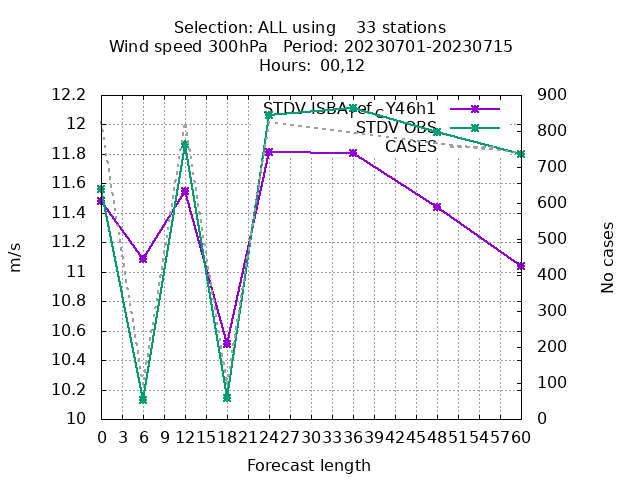 Selection: ALL using 33 stations
Wind speed 300hPa Period: 20230701-20230715
Hours: 00,12
12.2
12
11.8
11.6
11.4
11.2
11
10.8
10.6
10.4
10.2
10
900
800
700
600
500
400
300
200
100
0
STDV ISBA_ref_CY46h1
STDV OBS
CASES
m/s
No cases
0 3 6 9 12 15 18 21 24 27 30 33 36 39 42 45 48 51 54 57 60
Forecast length